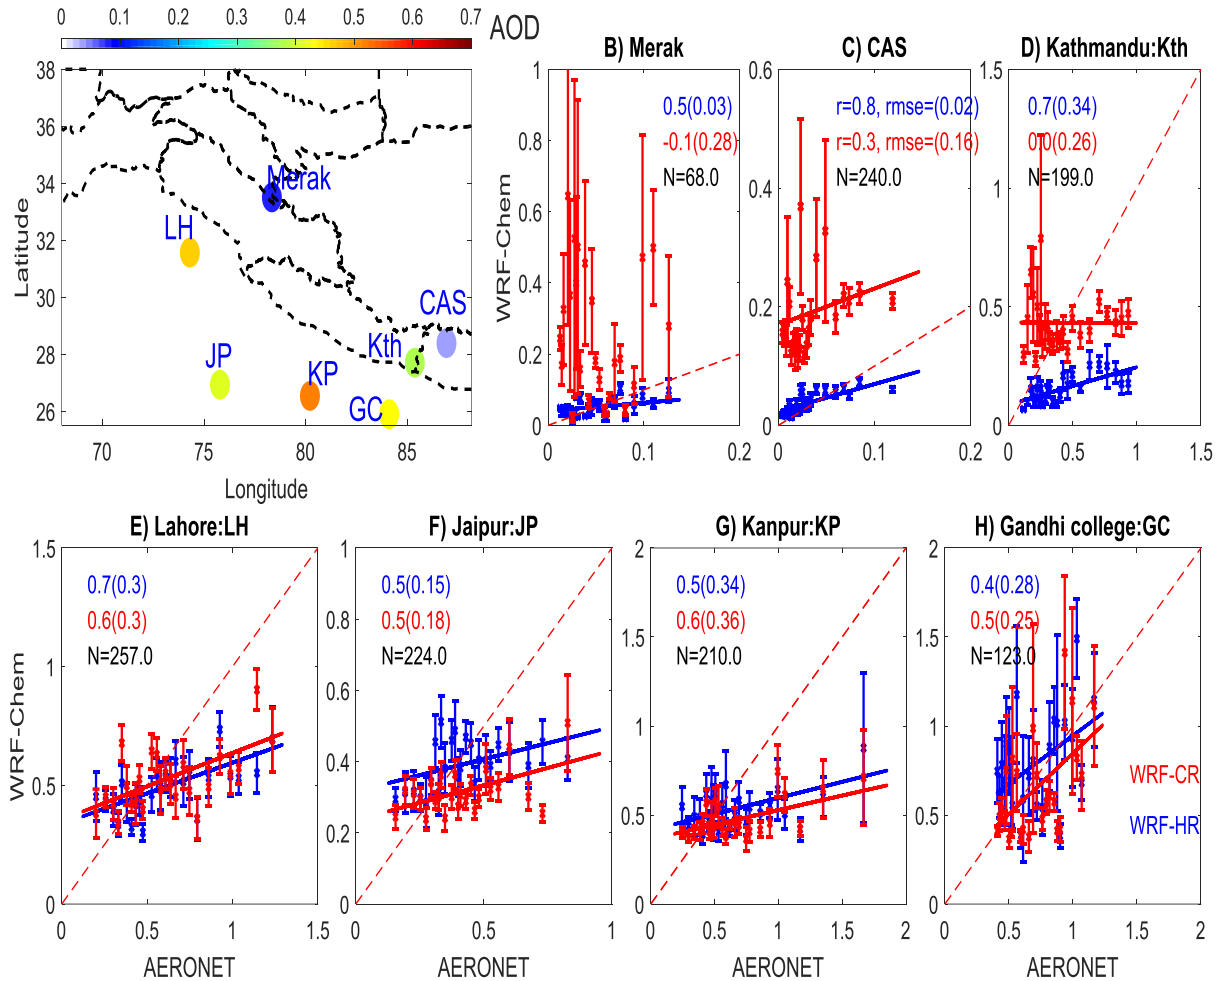 0 0.1 0.2 0.3 0.4 0.5 0.6 0.7
AOD
38
36
34
32
30
28
26
Latitude
70 75 80 85
Longitude
Merak
LH
CAS
Kth
JP
KP
GC
B) Merak
1
0.8
0.6
0.4
0.2
0
WRF-Chem
0.5(0.03)
-0.1(0.28)
N=68.0
0 0.1 0.2
C) CAS
0.6
0.4
0.2
0
r=0.8, rmse=(0.02)
r=0.3, rmse=(0.16)
N=240.0
0 0.1 0.2
D) Kathmandu:Kth
1.5
1
0.5
0
0.7(0.34)
0.0(0.26)
N=199.0
0 0.5 1 1.5
E) Lahore:LH
1.5
1
0.5
0
WRF-Chem
0.7(0.3)
0.6(0.3)
N=257.0
0 0.5 1 1.5
AERONET
F) Jaipur:JP
1
0.8
0.6
0.4
0.2
0
0.5(0.15)
0.5(0.18)
N=224.0
0 0.5 1
AERONET
G) Kanpur:KP
2
1.5
1
0.5
0
0.5(0.34)
0.6(0.36)
N=210.0
0 0.5 1 1.5 2
AERONET
H) Gandhi college:GC
2
1.5
1
0.5
0
0.4(0.28)
0.5(0.25)
N=123.0
WRF-CR
WRF-HR
0 0.5 1 1.5 2
AERONET